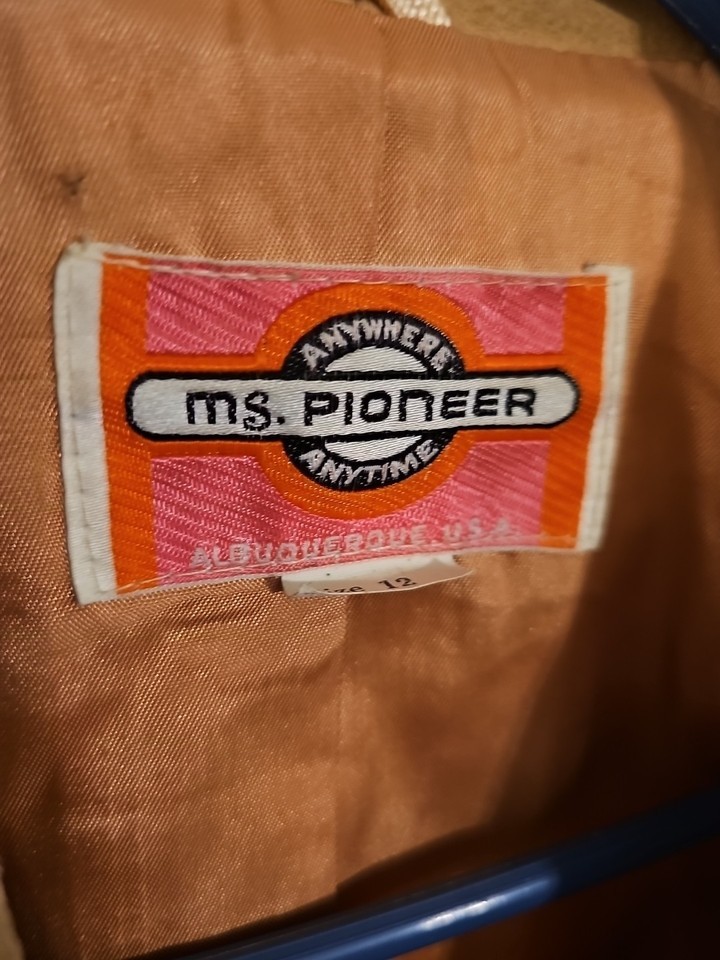 ANYWHERE
ms. PIONEER
ANYTIME
ALBUQUERQUE, U.S.A.
12